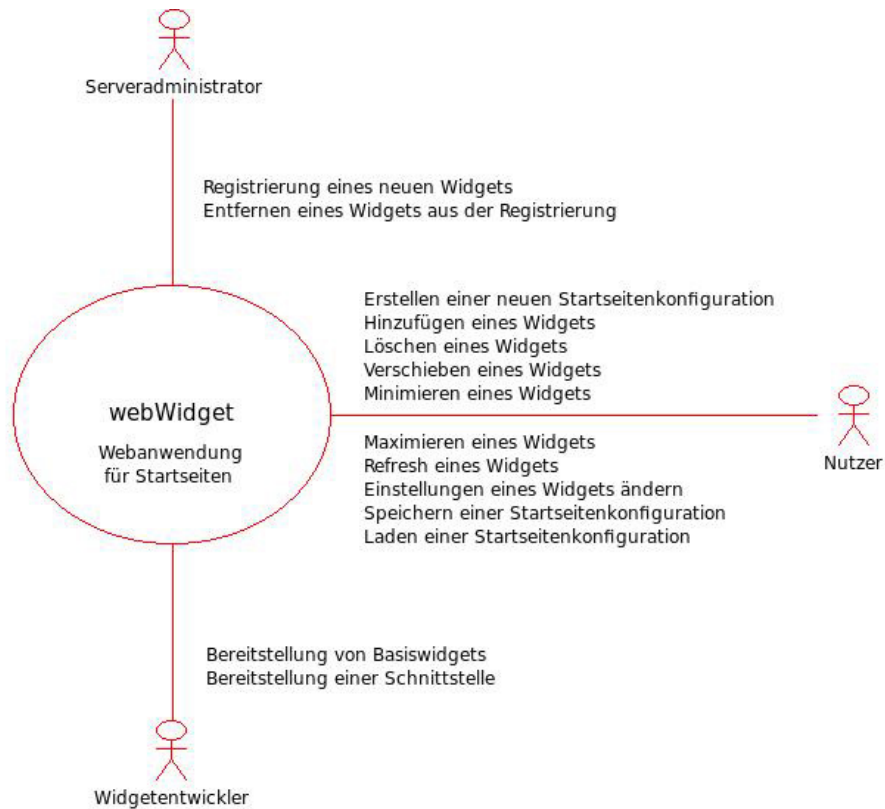 Serveradministrator
Registrierung eines neuen Widgets
Entfernen eines Widgets aus der Registrierung
Erstellen einer neuen Startseitenkonfiguration
Hinzufügen eines Widgets
Löschen eines Widgets
Verschieben eines Widgets
Minimieren eines Widgets
webWidget
Webanwendung
für Startseiten
Maximieren eines Widgets
Refresh eines Widgets
Einstellungen eines Widgets ändern
Speichern einer Startseitenkonfiguration
Laden einer Startseitenkonfiguration
Nutzer
Bereitstellung von Basiswidgets
Bereitstellung einer Schnittstelle
Widgetentwickler